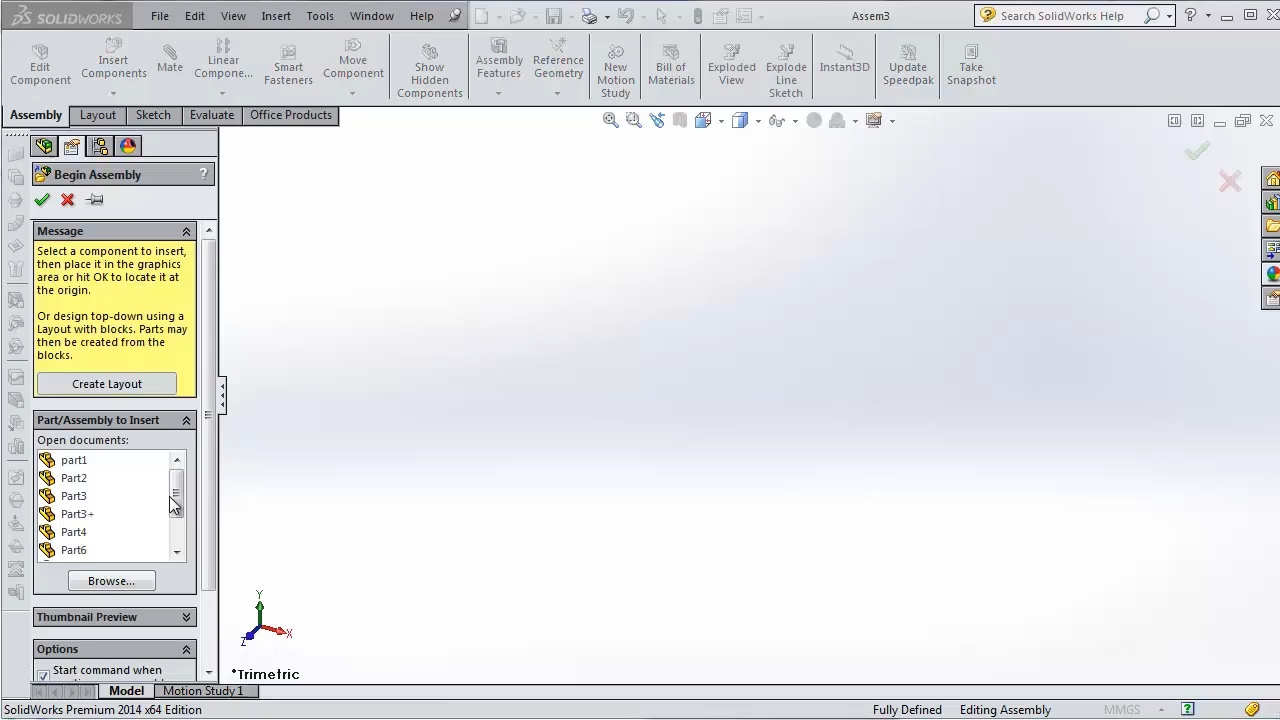 SOLIDWORKS File Edit View Insert Tools Window Help Assem3 Search SolidWorks Help
Edit Component
Insert Components
Mate
Linear Compone...
Smart Fasteners
Move Component
Show Hidden Components
Assembly Features
Reference Geometry
New Motion Study
Bill of Materials
Exploded View
Explode Line Sketch
Instant3D
Update Speedpak
Take Snapshot
Assembly Layout Sketch Evaluate Office Products
Begin Assembly ?
Message
Select a component to insert,
then place it in the graphics
area or hit OK to locate it at
the origin.
Or design top-down using a
Layout with blocks. Parts may
then be created from the
blocks.
Create Layout
Part/Assembly to Insert
Open documents:
part1
Part2
Part3
Part3+
Part4
Part6
Browse...
Thumbnail Preview
Options
Start command when
Y
X
Z
*Trimetric
Model Motion Study 1
SolidWorks Premium 2014 x64 Edition Fully Defined Editing Assembly MMGS ?